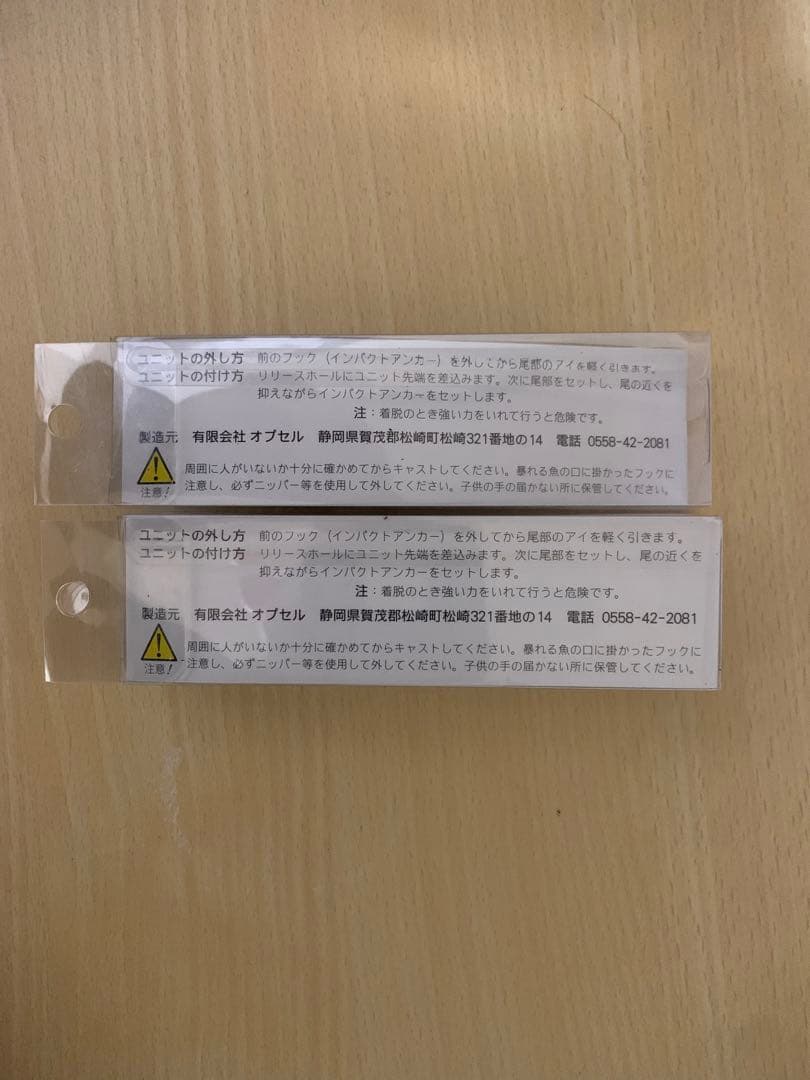 ユニットの外し方 前のフック（インパクトアンカー）を外してから尾部のアイを軽く引きます。
ユニットの付け方 リリースホールにユニット先端を差込みます。次に尾部をセットし、尾の近くを
抑えながらインパクトアンカーをセットします。
注：着脱のとき強い力をいれて行うと危険です。
製造元 有限会社 オプセル 静岡県賀茂郡松崎町松崎321番地の14 電話 0558-42-2081
周囲に人がいないか十分に確かめてからキャストしてください。暴れる魚の口に掛かったフックに
注意し、必ずニッパー等を使用して外してください。子供の手の届かない所に保管してください。
注意!
ユニットの外し方 前のフック（インパクトアンカー）を外してから尾部のアイを軽く引きます。
ユニットの付け方 リリースホールにユニット先端を差込みます。次に尾部をセットし、尾の近くを
抑えながらインパクトアンカーをセットします。
注：着脱のとき強い力をいれて行うと危険です。
製造元 有限会社 オプセル 静岡県賀茂郡松崎町松崎321番地の14 電話 0558-42-2081
周囲に人がいないか十分に確かめてからキャストしてください。暴れる魚の口に掛かったフックに
注意し、必ずニッパー等を使用して外してください。子供の手の届かない所に保管してください。
注意!